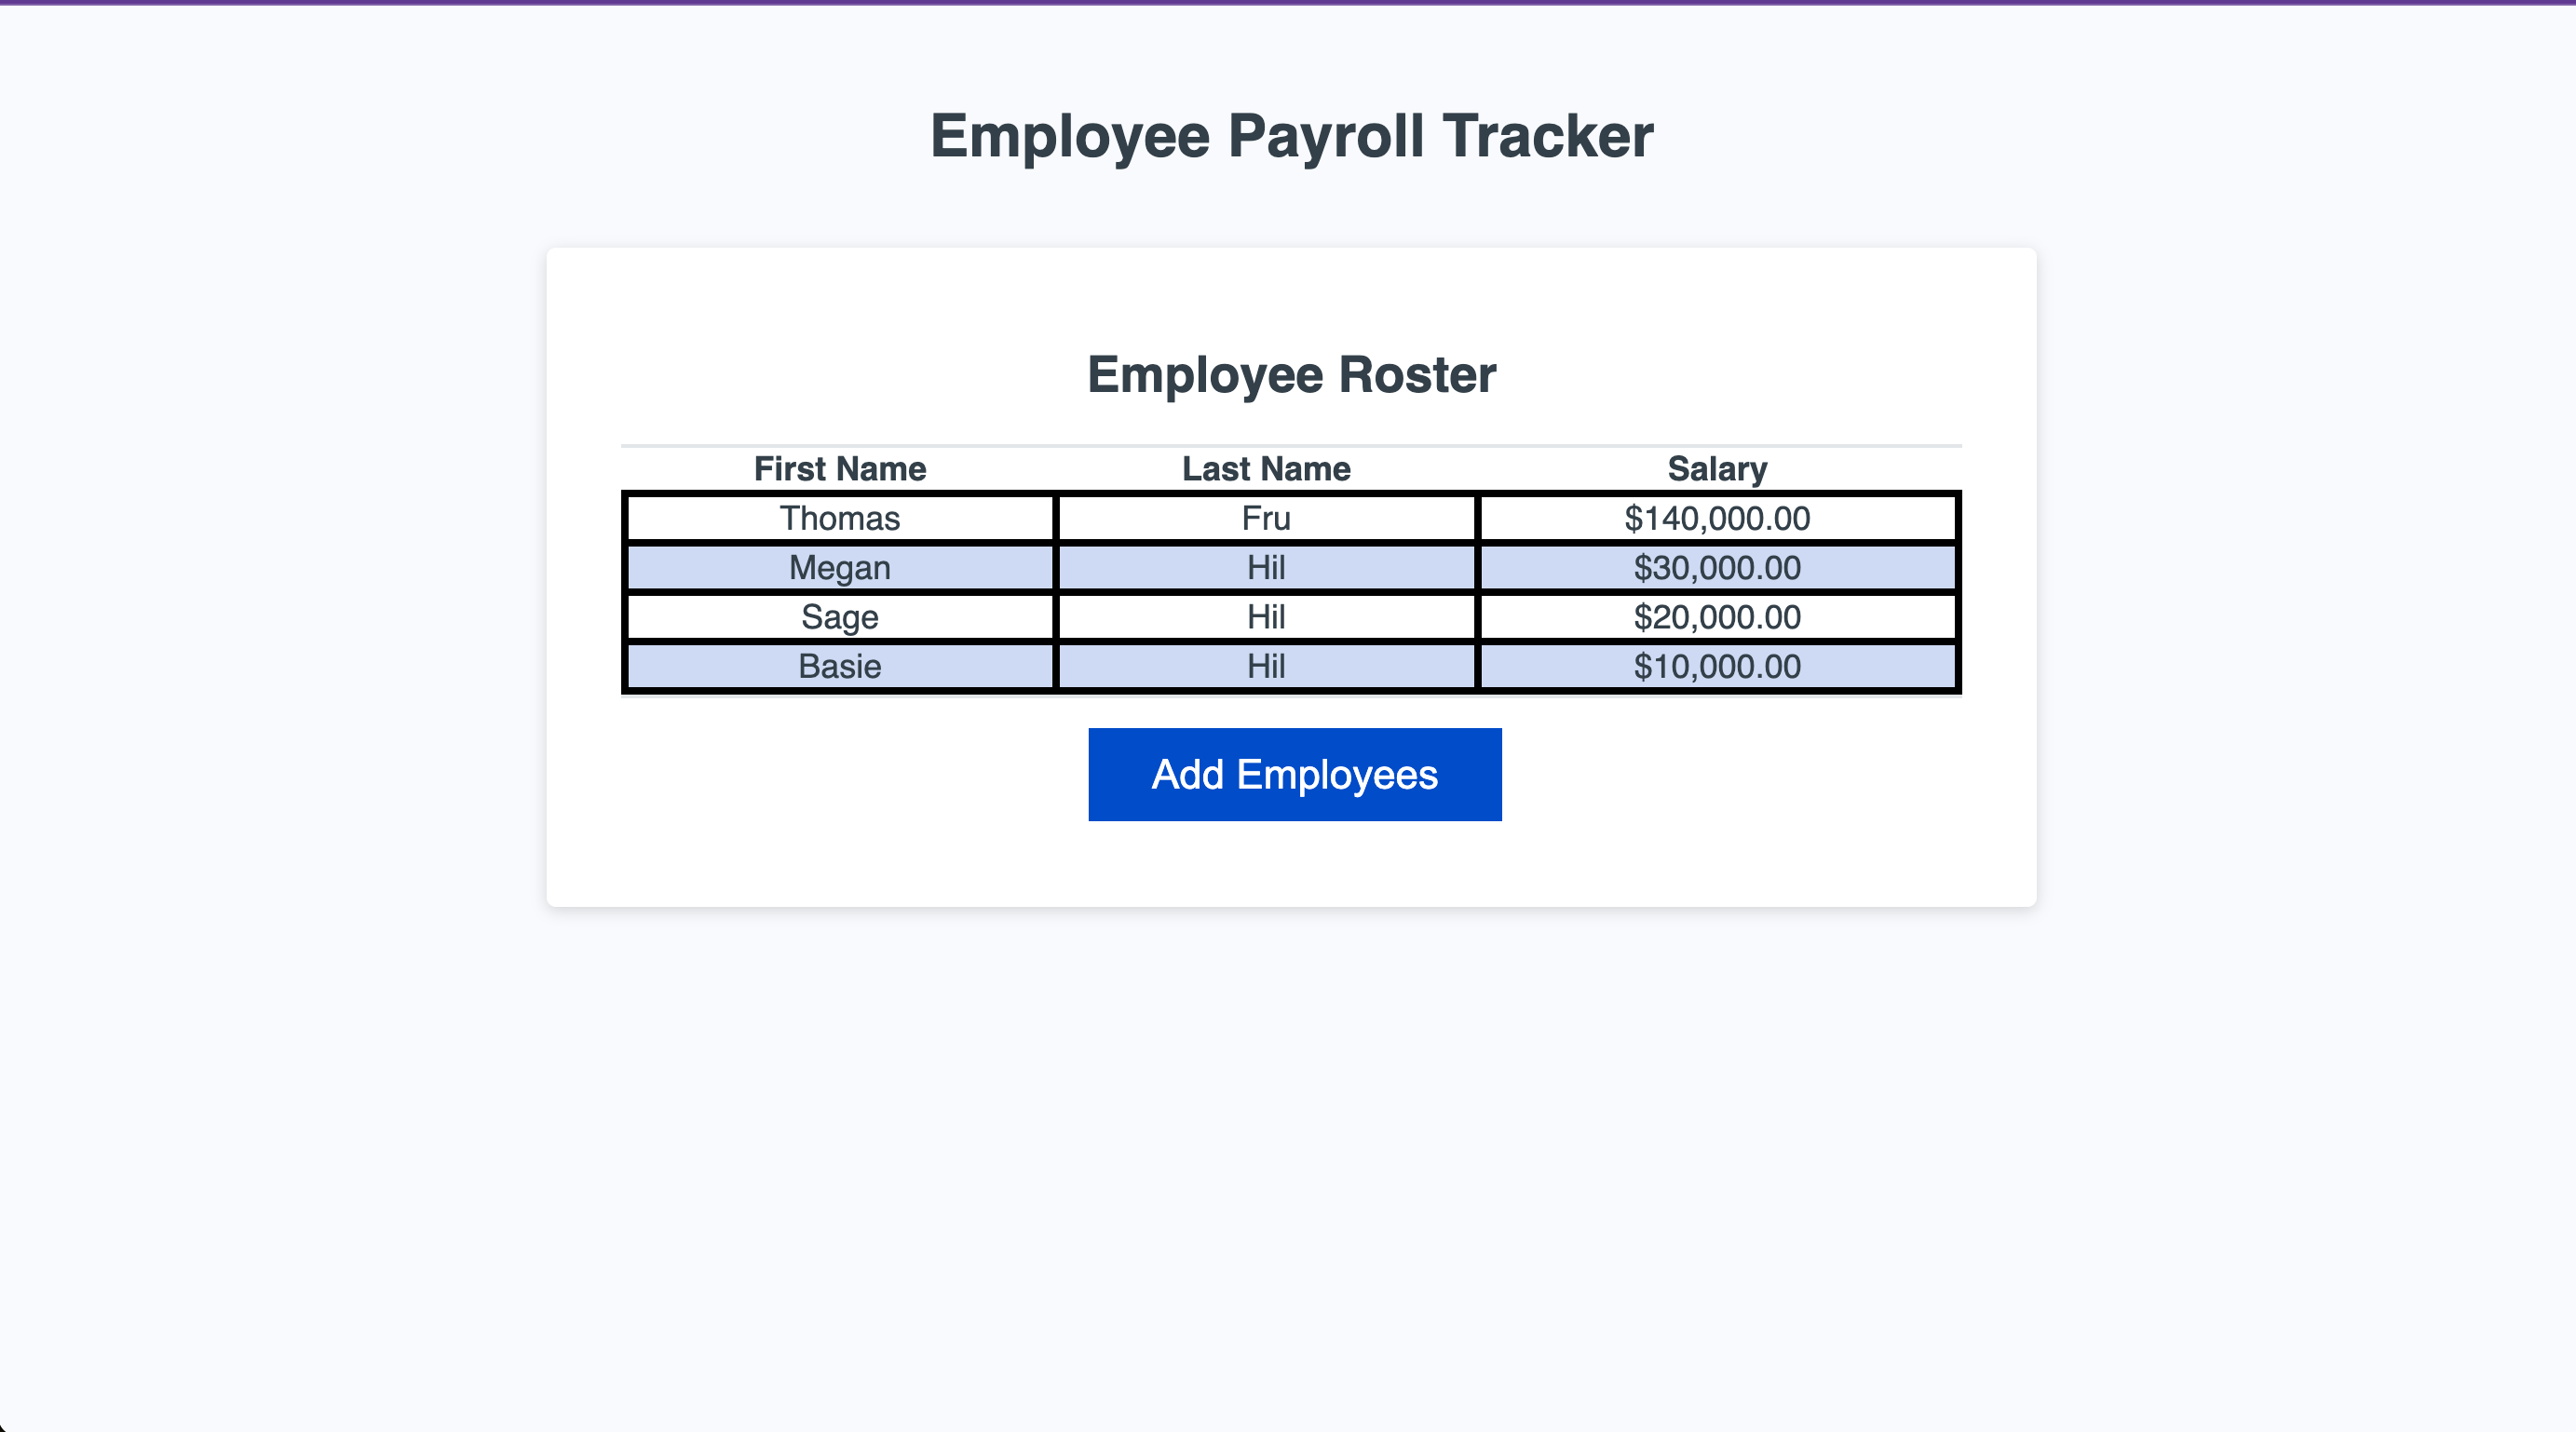 Employee Payroll Tracker
Employee Roster
First Name Last Name Salary
Thomas Fru $140,000.00
Megan Hil $30,000.00
Sage Hil $20,000.00
Basie Hil $10,000.00
Add Employees